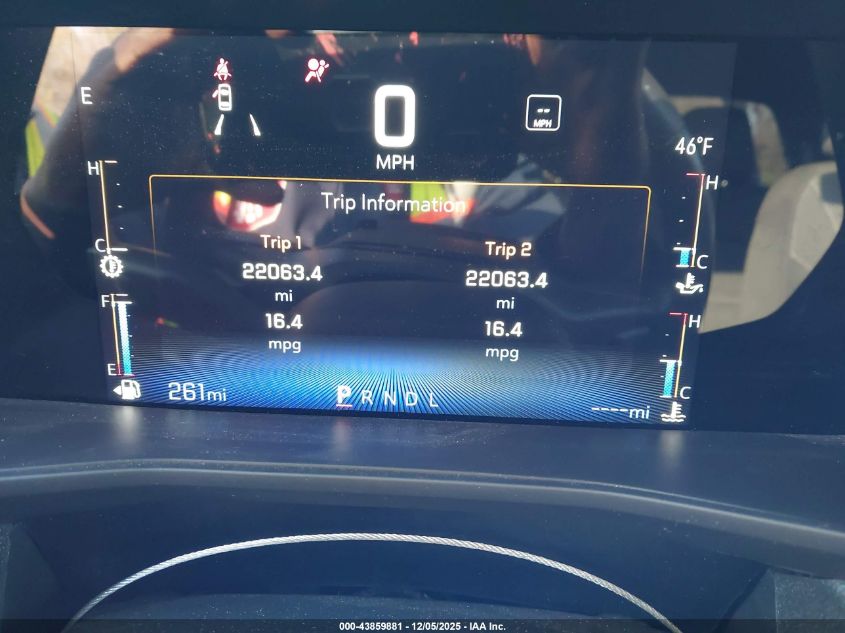 E
0
MPH
--
MPH
46°F
H
C
F
E
Trip Information
Trip 1
22063.4
mi
16.4
mpg
Trip 2
22063.4
mi
16.4
mpg
H
C
H
C
261mi
P R N D L
----mi
000-43859881 - 12/05/2025 - IAA Inc.